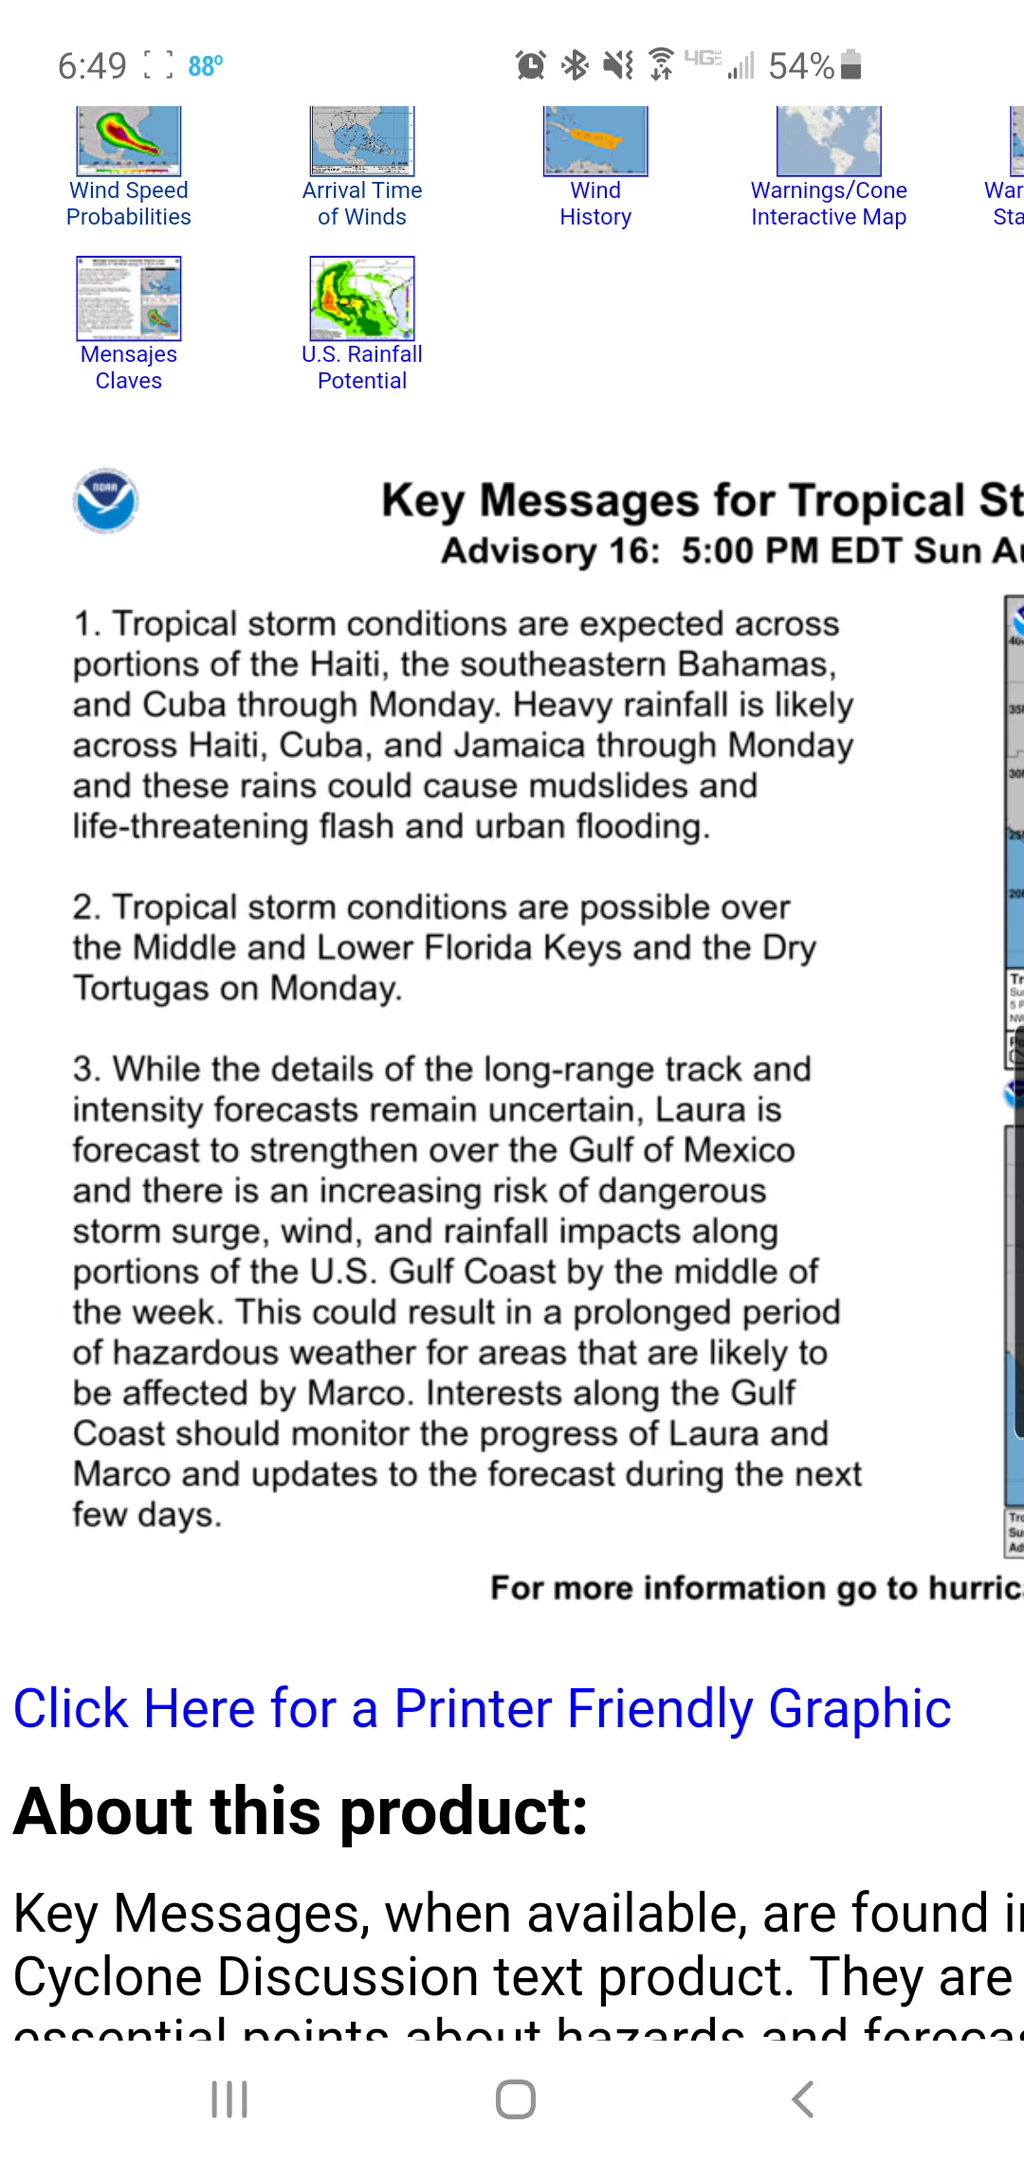 6:49 88° 4G 54%
Wind Speed
Probabilities
Arrival Time
of Winds
Wind
History
Warnings/Cone
Interactive Map
War
Sta
Mensajes
Claves
U.S. Rainfall
Potential
NOAA
Key Messages for Tropical St
Advisory 16: 5:00 PM EDT Sun Au
1. Tropical storm conditions are expected across
portions of the Haiti, the southeastern Bahamas,
and Cuba through Monday. Heavy rainfall is likely
across Haiti, Cuba, and Jamaica through Monday
and these rains could cause mudslides and
life-threatening flash and urban flooding.
2. Tropical storm conditions are possible over
the Middle and Lower Florida Keys and the Dry
Tortugas on Monday.
3. While the details of the long-range track and
intensity forecasts remain uncertain, Laura is
forecast to strengthen over the Gulf of Mexico
and there is an increasing risk of dangerous
storm surge, wind, and rainfall impacts along
portions of the U.S. Gulf Coast by the middle of
the week. This could result in a prolonged period
of hazardous weather for areas that are likely to
be affected by Marco. Interests along the Gulf
Coast should monitor the progress of Laura and
Marco and updates to the forecast during the next
few days.
For more information go to hurric
Click Here for a Printer Friendly Graphic
About this product:
Key Messages, when available, are found i
Cyclone Discussion text product. They are
essential points about hazards and foreca